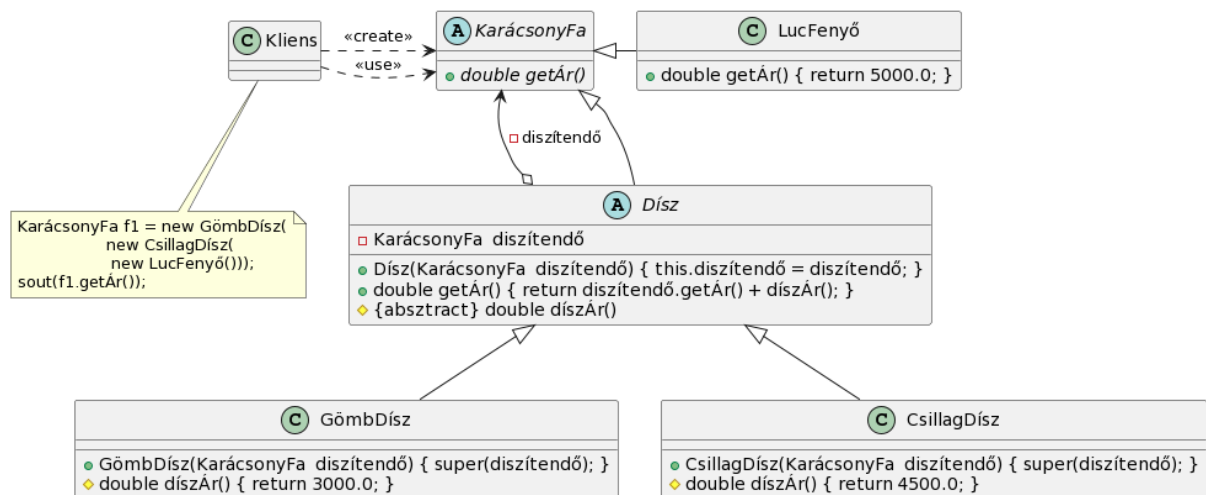 C Kliens
«create»
«use»
A KarácsonyFa
double getÁr()
C LucFenyő
double getÁr() { return 5000.0; }
diszítendő
KarácsonyFa f1 = new GömbDísz(
new CsillagDísz(
new LucFenyő()));
sout(f1.getÁr());
A Dísz
KarácsonyFa diszítendő
Dísz(KarácsonyFa diszítendő) { this.diszítendő = diszítendő; }
double getÁr() { return diszítendő.getÁr() + díszÁr(); }
{absztract} double díszÁr()
C GömbDísz
GömbDísz(KarácsonyFa diszítendő) { super(diszítendő); }
double díszÁr() { return 3000.0; }
C CsillagDísz
CsillagDísz(KarácsonyFa diszítendő) { super(diszítendő); }
double díszÁr() { return 4500.0; }